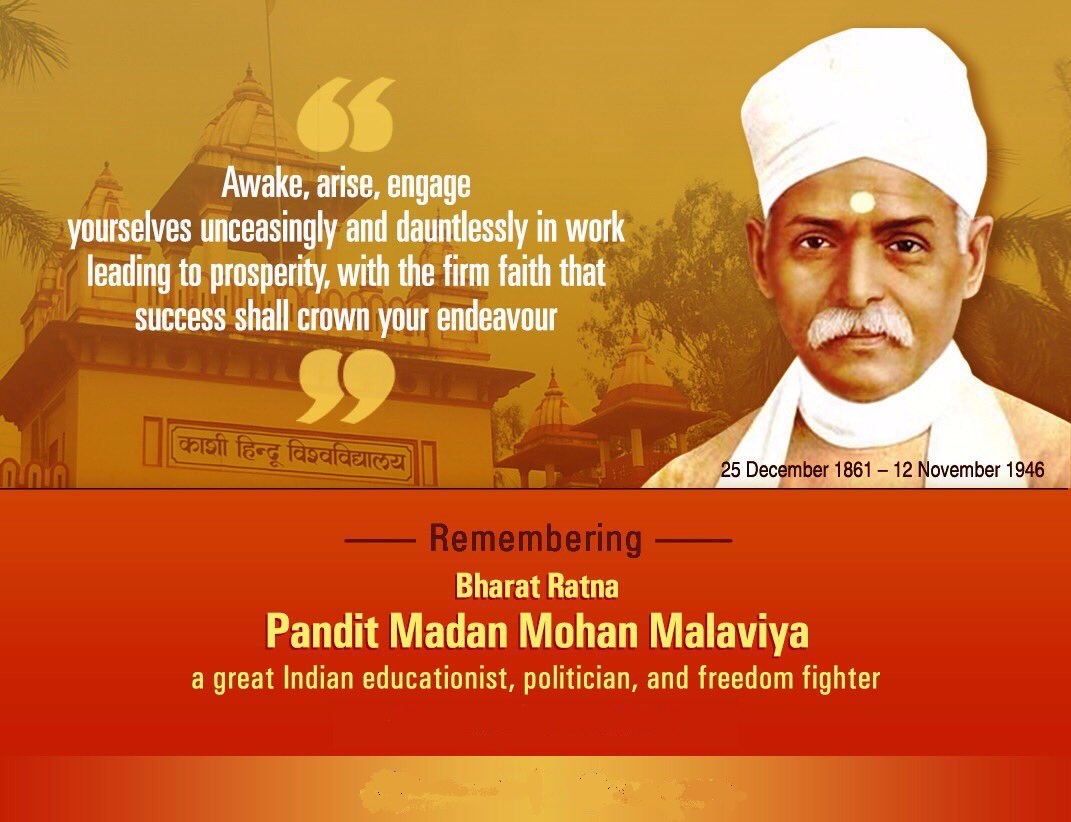 Awake, arise, engage
yourselves unceasingly and dauntlessly in work
leading to prosperity, with the firm faith that
success shall crown your endeavour
काशी हिन्दू विश्वविद्यालय
25 December 1861 – 12 November 1946
Remembering
Bharat Ratna
Pandit Madan Mohan Malaviya
a great Indian educationist, politician, and freedom fighter